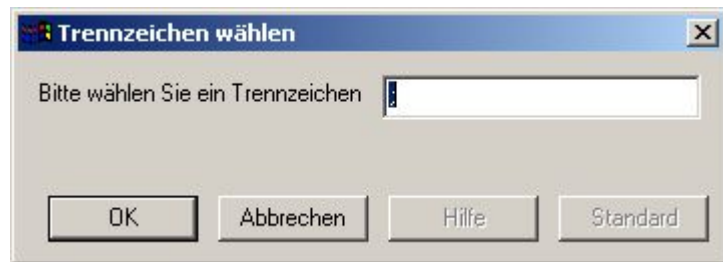 Trennzeichen wählen
Bitte wählen Sie ein Trennzeichen ;
OK Abbrechen Hilfe Standard